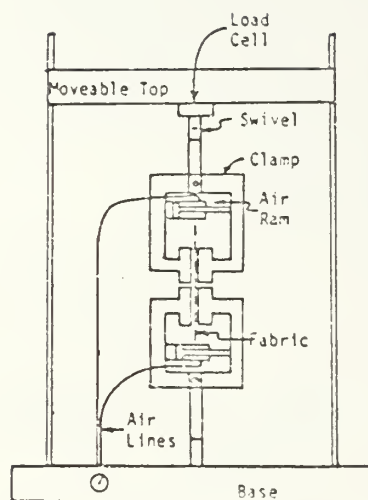 Load
Cell
Moveable Top
Swivel
Clamp
Air
Ram
Fabric
Air
Lines
Base